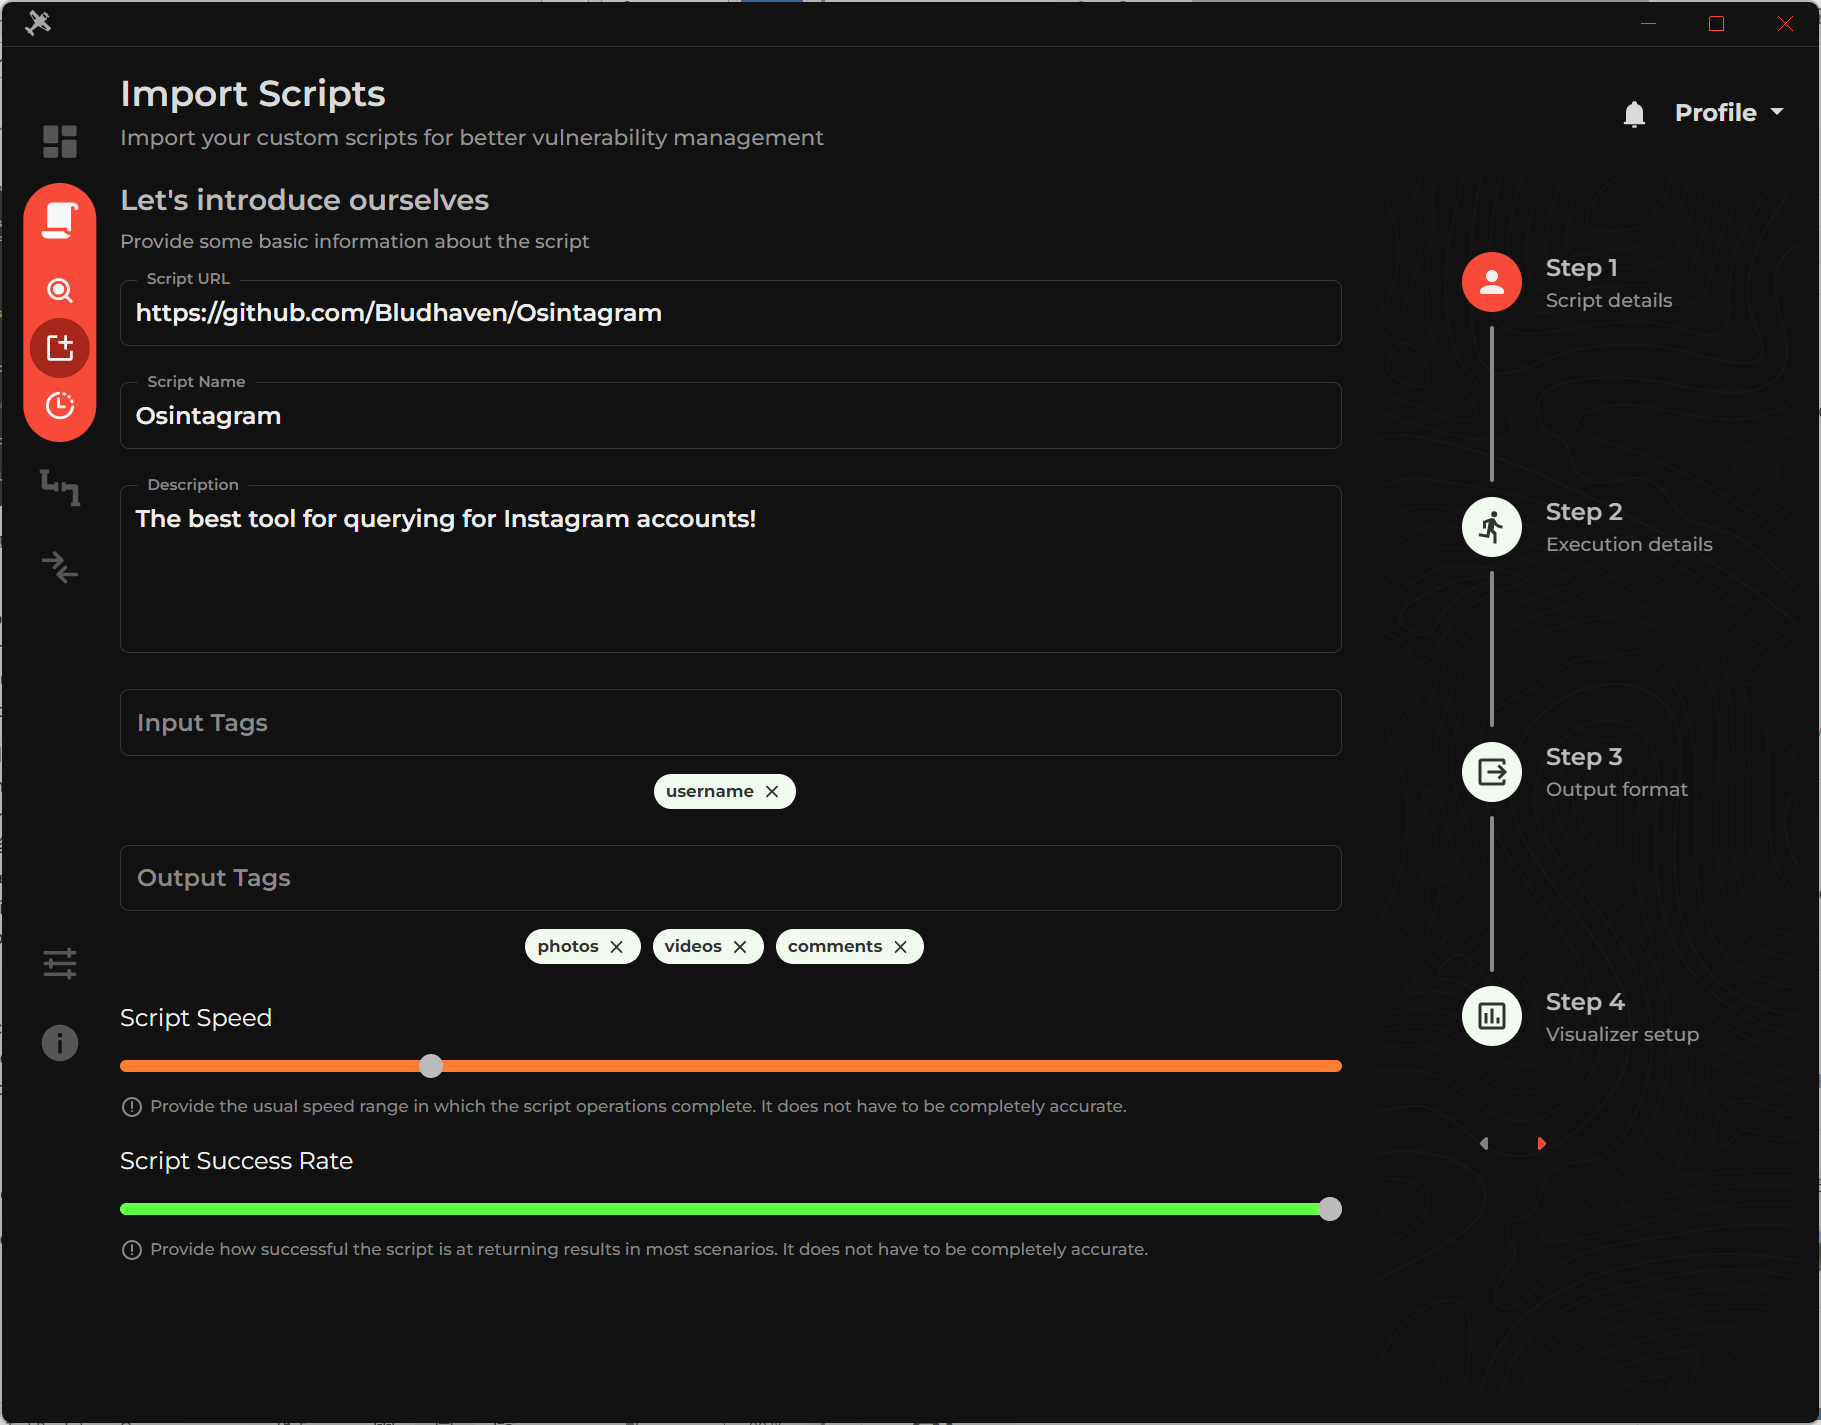 Import Scripts
Import your custom scripts for better vulnerability management
Profile
Let's introduce ourselves
Provide some basic information about the script
Script URL
https://github.com/Bludhaven/Osintagram
Script Name
Osintagram
Description
The best tool for querying for Instagram accounts!
Input Tags
username
Output Tags
photos
videos
comments
Script Speed
Provide the usual speed range in which the script operations complete. It does not have to be completely accurate.
Script Success Rate
Provide how successful the script is at returning results in most scenarios. It does not have to be completely accurate.
Step 1
Script details
Step 2
Execution details
Step 3
Output format
Step 4
Visualizer setup